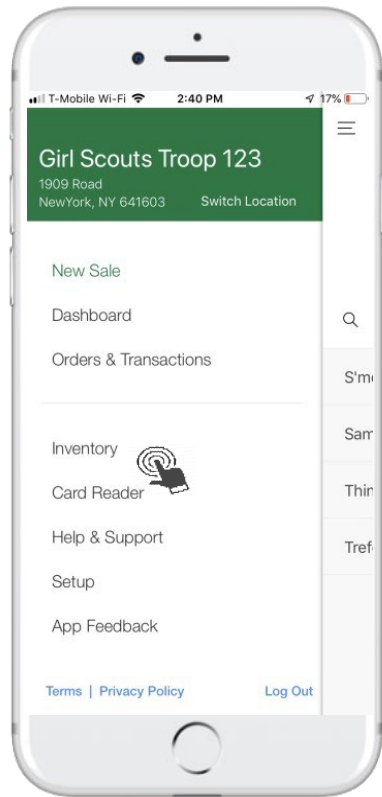 T-Mobile Wi-Fi 2:40 PM 17%
Girl Scouts Troop 123
1909 Road
NewYork, NY 641603 Switch Location
New Sale
Dashboard
Orders & Transactions
S'm
Inventory
Sam
Card Reader
Thin
Help & Support
Tref
Setup
App Feedback
Terms | Privacy Policy Log Out